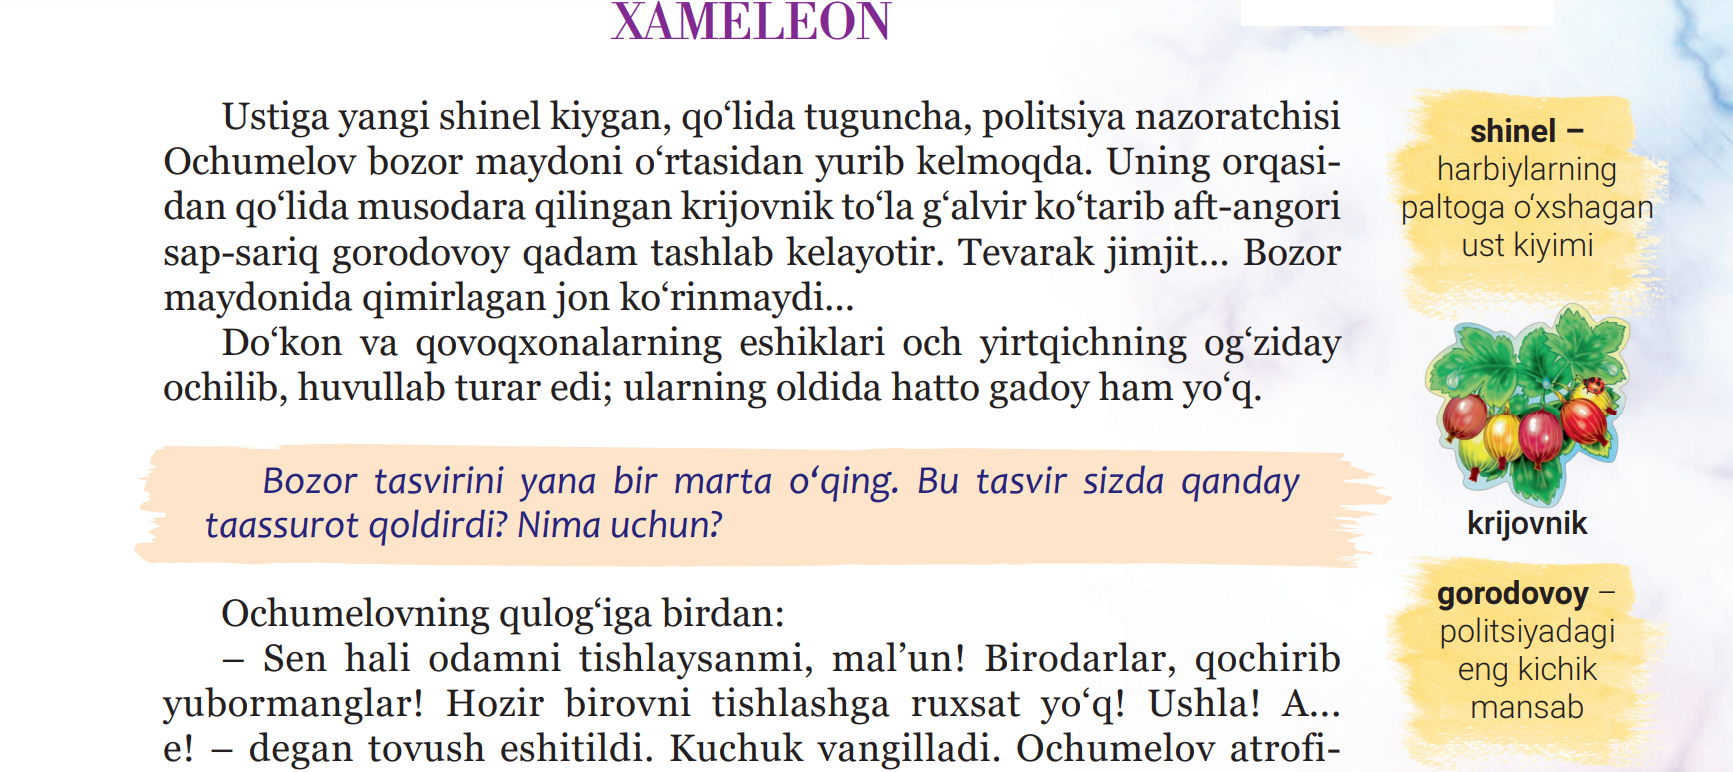 XAMELEON
Ustiga yangi shinel kiygan, qo‘lida tuguncha, politsiya nazoratchisi
Ochumelov bozor maydoni o‘rtasidan yurib kelmoqda. Uning orqasi-
dan qo‘lida musodara qilingan krijovnik to‘la g‘alvir ko‘tarib aft-angori
sap-sariq gorodovoy qadam tashlab kelayotir. Tevarak jimjit... Bozor
maydonida qimirlagan jon ko‘rinmaydi...
Do‘kon va qovoqxonalarning eshiklari och yirtqichning og‘ziday
ochilib, huvullab turar edi; ularning oldida hatto gadoy ham yo‘q.
Bozor tasvirini yana bir marta o‘qing. Bu tasvir sizda qanday
taassurot qoldirdi? Nima uchun?
Ochumelovning qulog‘iga birdan:
– Sen hali odamni tishlaysanmi, mal’un! Birodarlar, qochirib
yubormanglar! Hozir birovni tishlashga ruxsat yo‘q! Ushla! A...
e! – degan tovush eshitildi. Kuchuk vangilladi. Ochumelov atrofi-
shinel –
harbiylarning
paltoga o‘xshagan
ust kiyimi
krijovnik
gorodovoy –
politsiyadagi
eng kichik
mansab